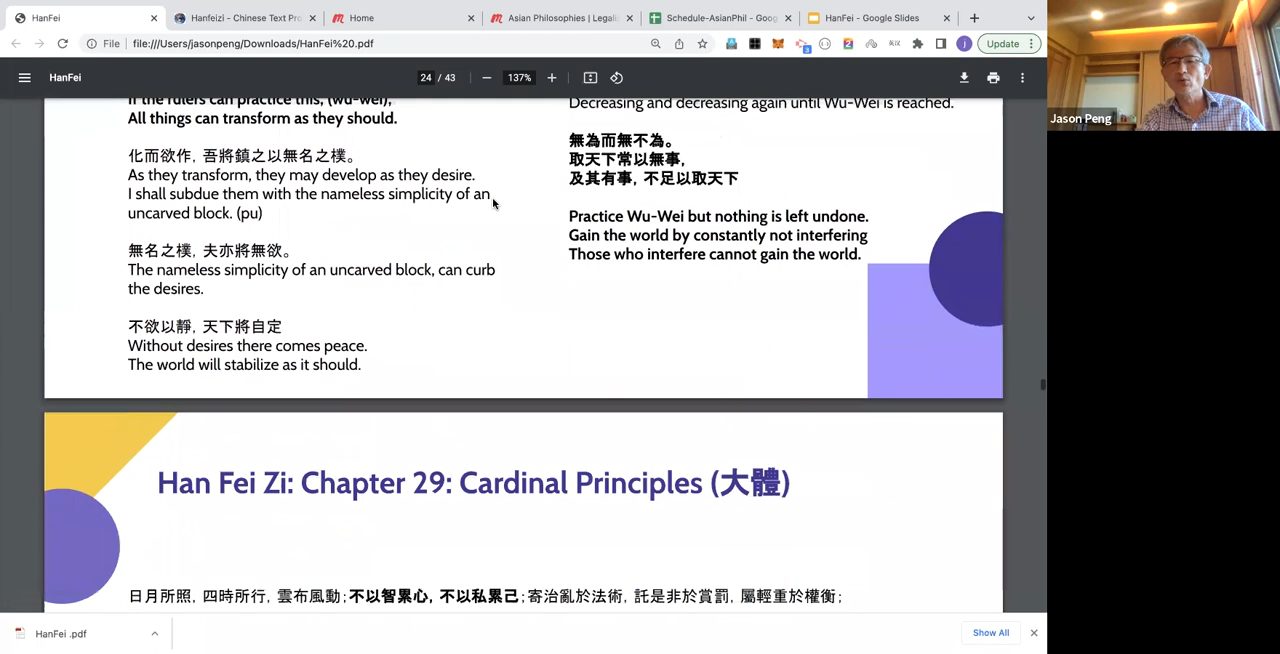 HanFei
Hanfeizi - Chinese Text Pro
Home
Asian Philosophies | Legali
Schedule-AsianPhil - Goog
HanFei - Google Slides
File
file:///Users/jasonpeng/Downloads/HanFei%20.pdf
3
2
j
Update
HanFei
24 / 43
137%
If the rulers can practice this, (wu-wei),
All things can transform as they should.
化而欲作，吾將鎮之以無名之樸。
As they transform, they may develop as they desire.
I shall subdue them with the nameless simplicity of an
uncarved block. (pu)
無名之樸，夫亦將無欲。
The nameless simplicity of an uncarved block, can curb
the desires.
不欲以靜，天下將自定
Without desires there comes peace.
The world will stabilize as it should.
Decreasing and decreasing again until Wu-Wei is reached.
無為而無不為。
取天下常以無事，
及其有事，不足以取天下
Practice Wu-Wei but nothing is left undone.
Gain the world by constantly not interfering
Those who interfere cannot gain the world.
Han Fei Zi: Chapter 29: Cardinal Principles (大體)
日月所照，四時所行，雲布風動；不以智累心，不以私累己；寄治亂於法術，託是非於賞罰，屬輕重於權衡；
HanFei .pdf
Show All
Jason Peng